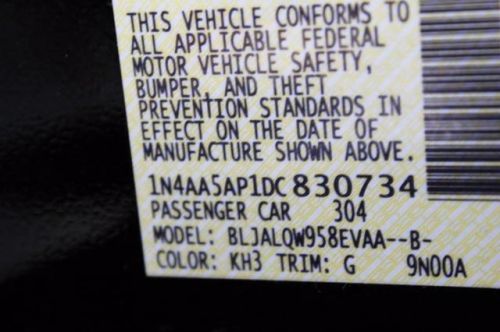 THIS VEHICLE CONFORMS TO
ALL APPLICABLE FEDERAL
MOTOR VEHICLE SAFETY,
BUMPER, AND THEFT
PREVENTION STANDARDS IN
EFFECT ON THE DATE OF
MANUFACTURE SHOWN ABOVE.
1N4AA5AP1DC830734
PASSENGER CAR 304
MODEL: BLJALQW958EVAA--B-
COLOR: KH3 TRIM: G 9N00A